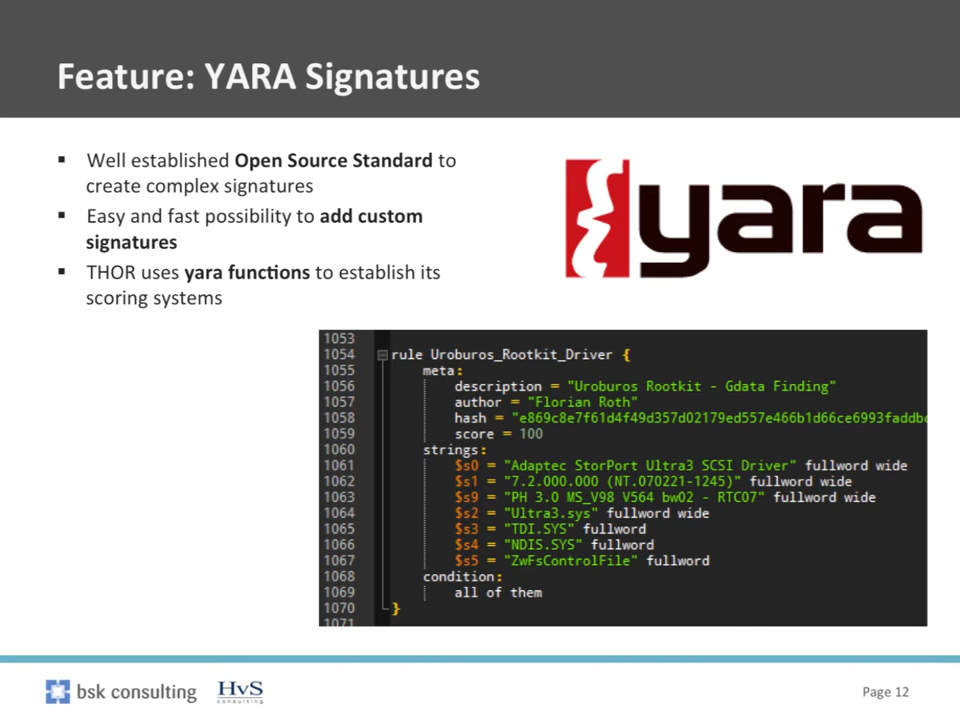 Feature: YARA Signatures
▪ Well established Open Source Standard to
create complex signatures
▪ Easy and fast possibility to add custom
signatures
▪ THOR uses yara functions to establish its
scoring systems
yara
1053
1054 rule Uroburos_Rootkit_Driver {
1055 meta:
1056 description = "Uroburos Rootkit - Gdata Finding"
1057 author = "Florian Roth"
1058 hash = "e869c8e7f61d4f49d357d02179ed557e466b1d66ce6993faddb
1059 score = 100
1060 strings:
1061 $s0 = "Adaptec StorPort Ultra3 SCSI Driver" fullword wide
1062 $s1 = "7.2.000.000 (NT.070221-1245)" fullword wide
1063 $s9 = "PH 3.0 MS_V98 V564 bw02 - RTC07" fullword wide
1064 $s2 = "Ultra3.sys" fullword wide
1065 $s3 = "TDI.SYS" fullword
1066 $s4 = "NDIS.SYS" fullword
1067 $s5 = "ZwFsControlFile" fullword
1068 condition:
1069 all of them
1070 }
1071
bsk consulting
HvS
consulting
Page 12